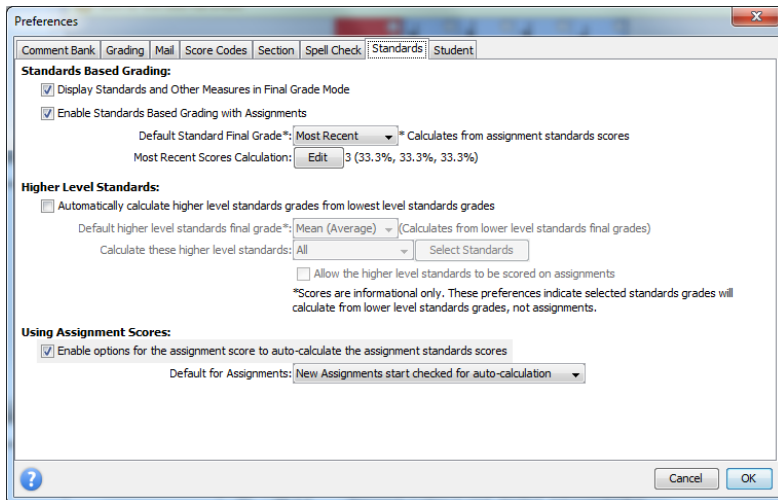 Preferences
Comment Bank Grading Mail Score Codes Section Spell Check Standards Student
Standards Based Grading:
Display Standards and Other Measures in Final Grade Mode
Enable Standards Based Grading with Assignments
Default Standard Final Grade*: Most Recent * Calculates from assignment standards scores
Most Recent Scores Calculation: Edit 3 (33.3%, 33.3%, 33.3%)
Higher Level Standards:
Automatically calculate higher level standards grades from lowest level standards grades
Default higher level standards final grade*: Mean (Average) (Calculates from lower level standards final grades)
Calculate these higher level standards: All Select Standards
Allow the higher level standards to be scored on assignments
*Scores are informational only. These preferences indicate selected standards grades will
calculate from lower level standards grades, not assignments.
Using Assignment Scores:
Enable options for the assignment score to auto-calculate the assignment standards scores
Default for Assignments: New Assignments start checked for auto-calculation
? Cancel OK